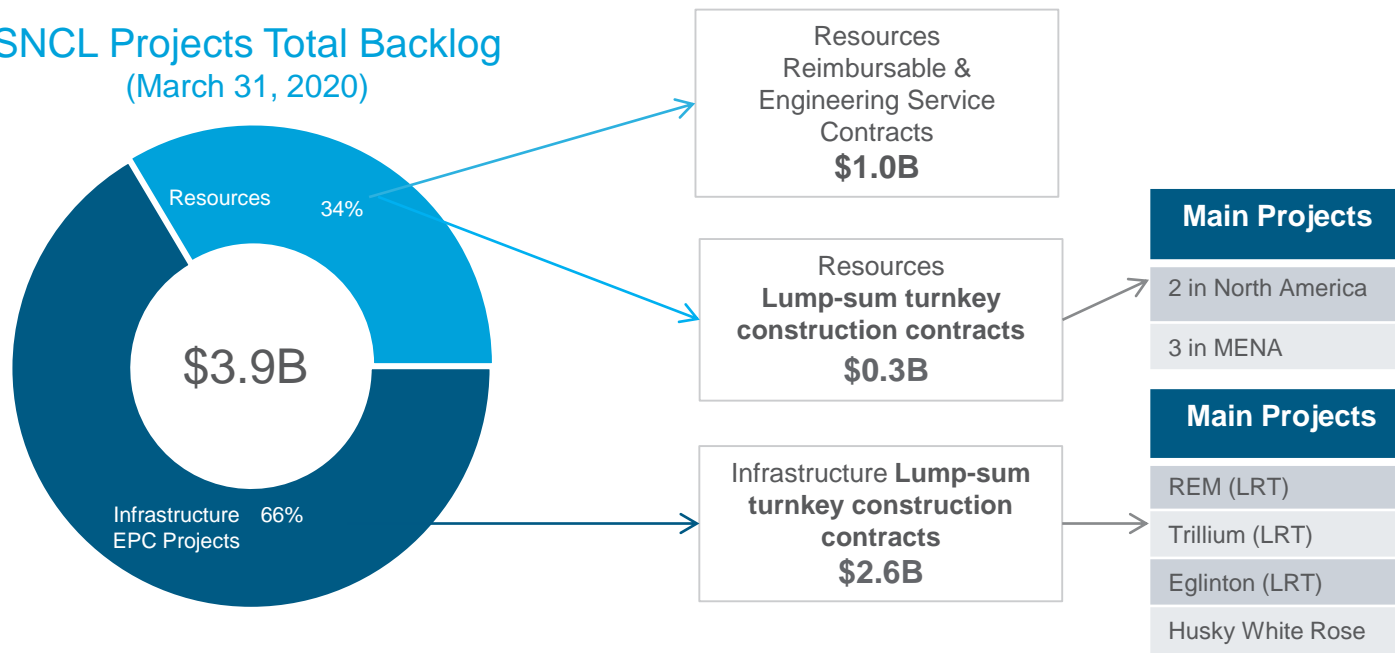 SNCL Projects Total Backlog
(March 31, 2020)
Resources
34%
$3.9B
Infrastructure 66%
EPC Projects
Resources
Reimbursable &
Engineering Service
Contracts
$1.0B
Resources
Lump-sum turnkey
construction contracts
$0.3B
Infrastructure Lump-sum
turnkey construction
contracts
$2.6B
Main Projects
2 in North America
3 in MENA
Main Projects
REM (LRT)
Trillium (LRT)
Eglinton (LRT)
Husky White Rose